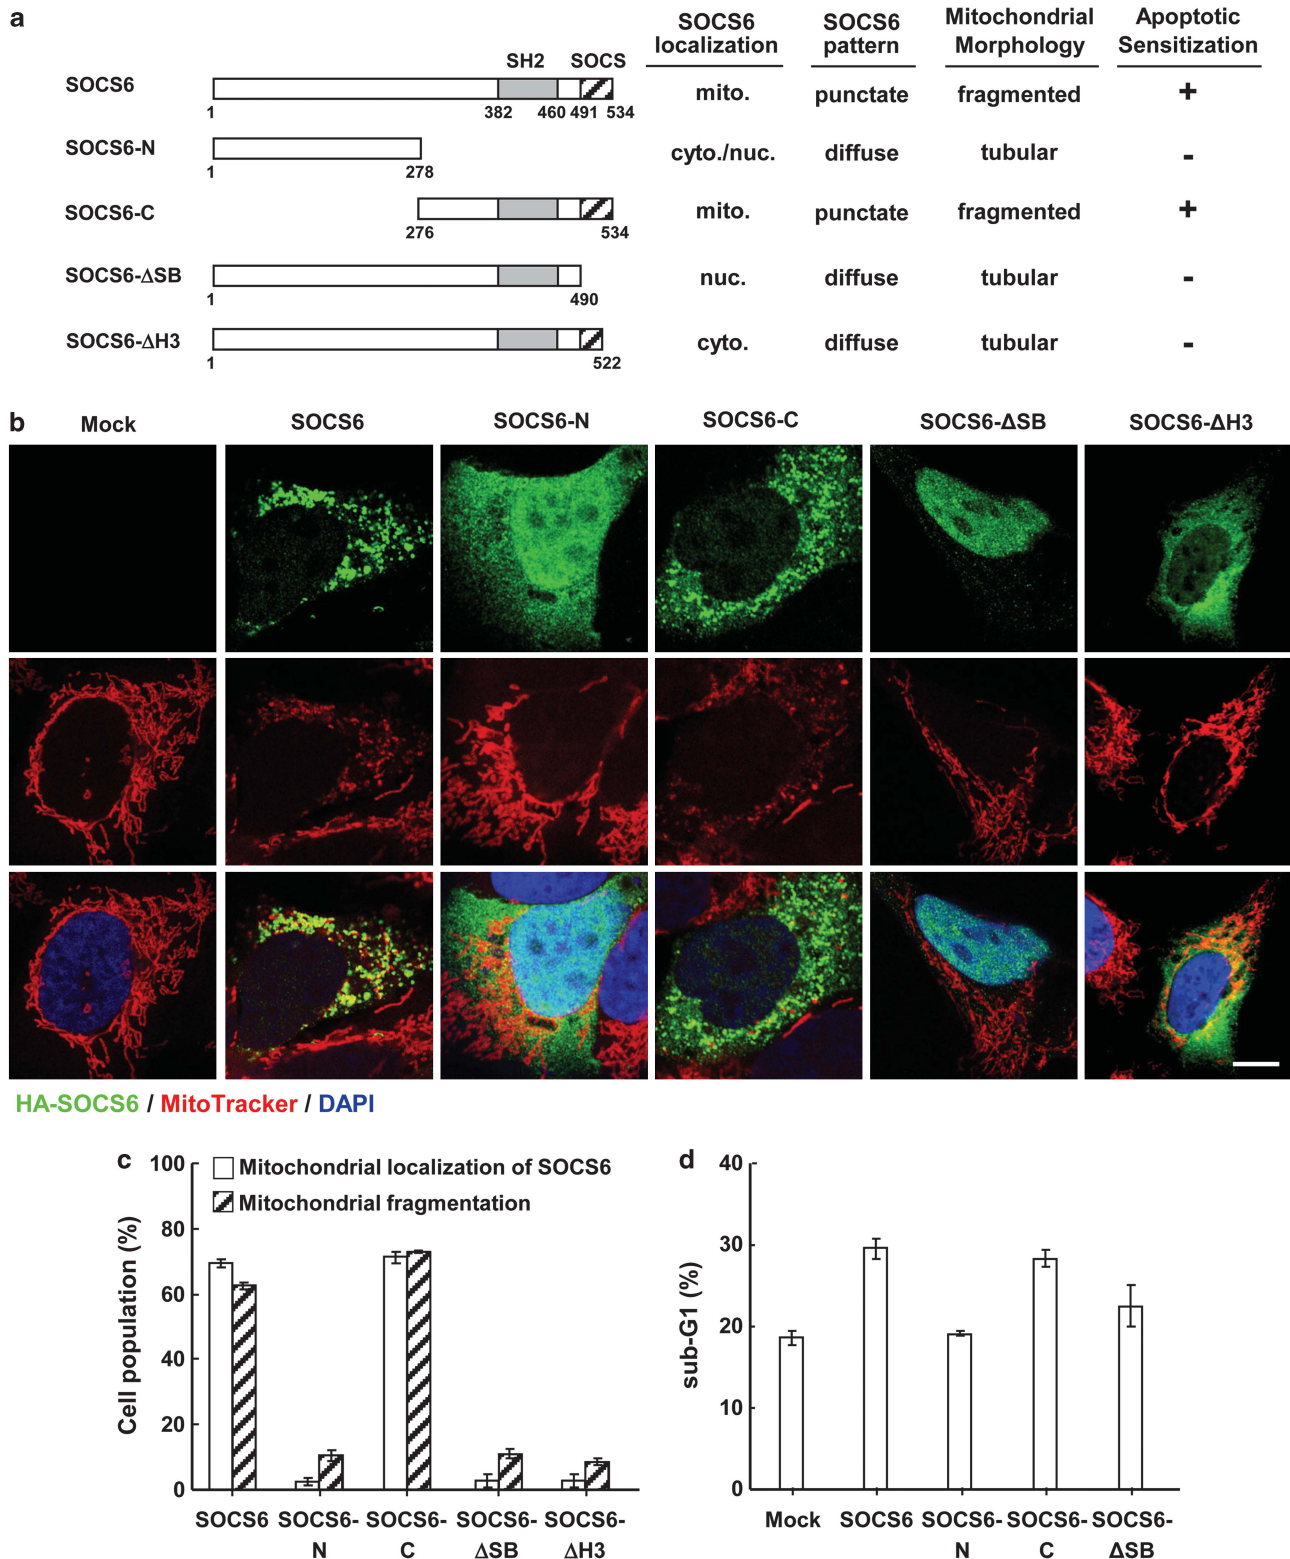 a
SOCS6 localization SOCS6 pattern Mitochondrial Morphology Apoptotic Sensitization
SH2 SOCS
SOCS6 mito. punctate fragmented +
1 382 460 491 534
SOCS6-N cyto./nuc. diffuse tubular -
1 278
SOCS6-C mito. punctate fragmented +
276 534
SOCS6-ΔSB nuc. diffuse tubular -
1 490
SOCS6-ΔH3 cyto. diffuse tubular -
1 522
b
Mock SOCS6 SOCS6-N SOCS6-C SOCS6-ΔSB SOCS6-ΔH3
HA-SOCS6 / MitoTracker / DAPI
c
Mitochondrial localization of SOCS6
Mitochondrial fragmentation
Cell population (%)
100
80
60
40
20
0
SOCS6 SOCS6-N SOCS6-C SOCS6-ΔSB SOCS6-ΔH3
d
sub-G1 (%)
40
30
20
10
0
Mock SOCS6 SOCS6-N SOCS6-C SOCS6-ΔSB